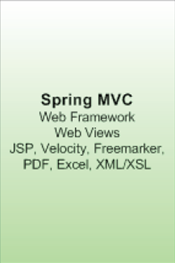 Spring MVC
Web Framework
Web Views
JSP, Velocity, Freemarker,
PDF, Excel, XML/XSL